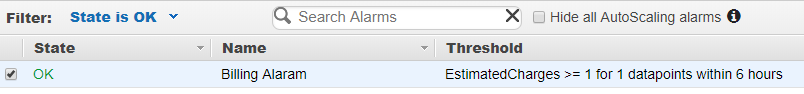 Filter: State is OK Search Alarms Hide all AutoScaling alarms
State Name Threshold
OK Billing Alaram EstimatedCharges >= 1 for 1 datapoints within 6 hours